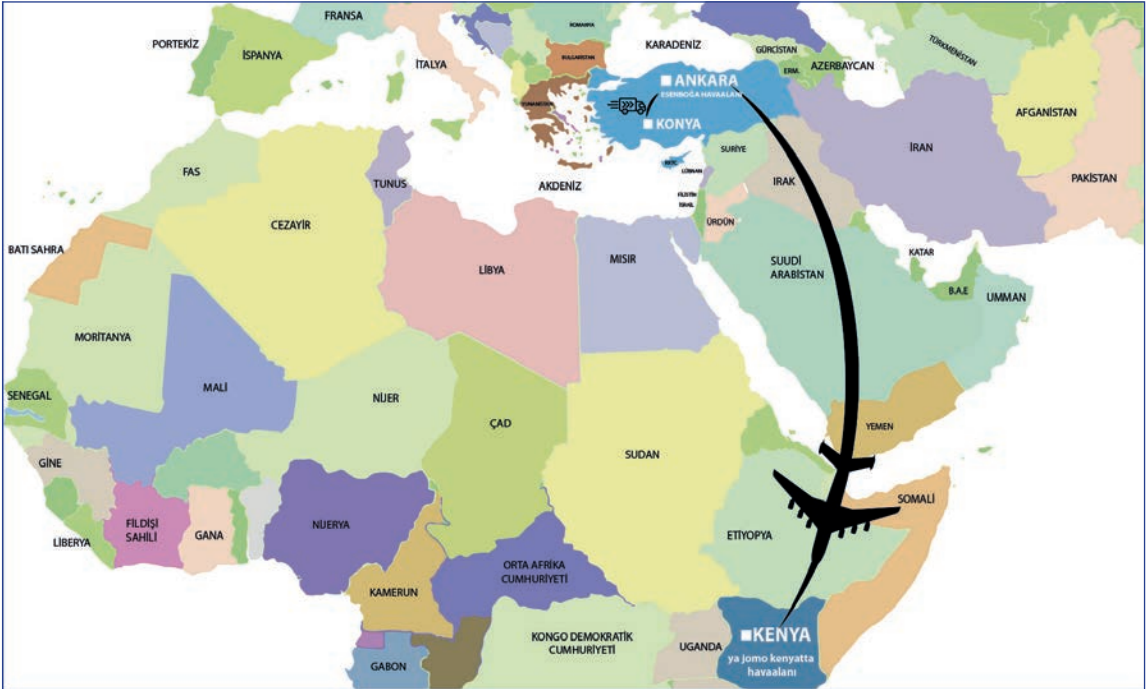 FRANSA
ROMANYA
PORTEKİZ
İSPANYA
İTALYA
BULGARİSTAN
KARADENİZ
GÜRCİSTAN
ERM.
AZERBAYCAN
TÜRKMENİSTAN
ANKARA
ESENBOĞA HAVAALANI
KONYA
YUNANİSTAN
AFGANİSTAN
FAS
TUNUS
AKDENİZ
SURİYE
LÜBNAN
IRAK
İRAN
PAKİSTAN
FİLİSTİN
İSRAİL
ÜRDÜN
BATI SAHRA
CEZAYİR
LİBYA
MISIR
SUUDİ
ARABİSTAN
KATAR
B.A.E
UMMAN
MORİTANYA
MALİ
NİJER
ÇAD
SUDAN
YEMEN
SENEGAL
GİNE
LİBERYA
FİLDİŞİ
SAHİLİ
GANA
NİJERYA
KAMERUN
ORTA AFRİKA
CUMHURİYETİ
ETİYOPYA
SOMALİ
GABON
KONGO DEMOKRATİK
CUMHURİYETİ
UGANDA
KENYA
ya jomo kenyatta
havaalanı